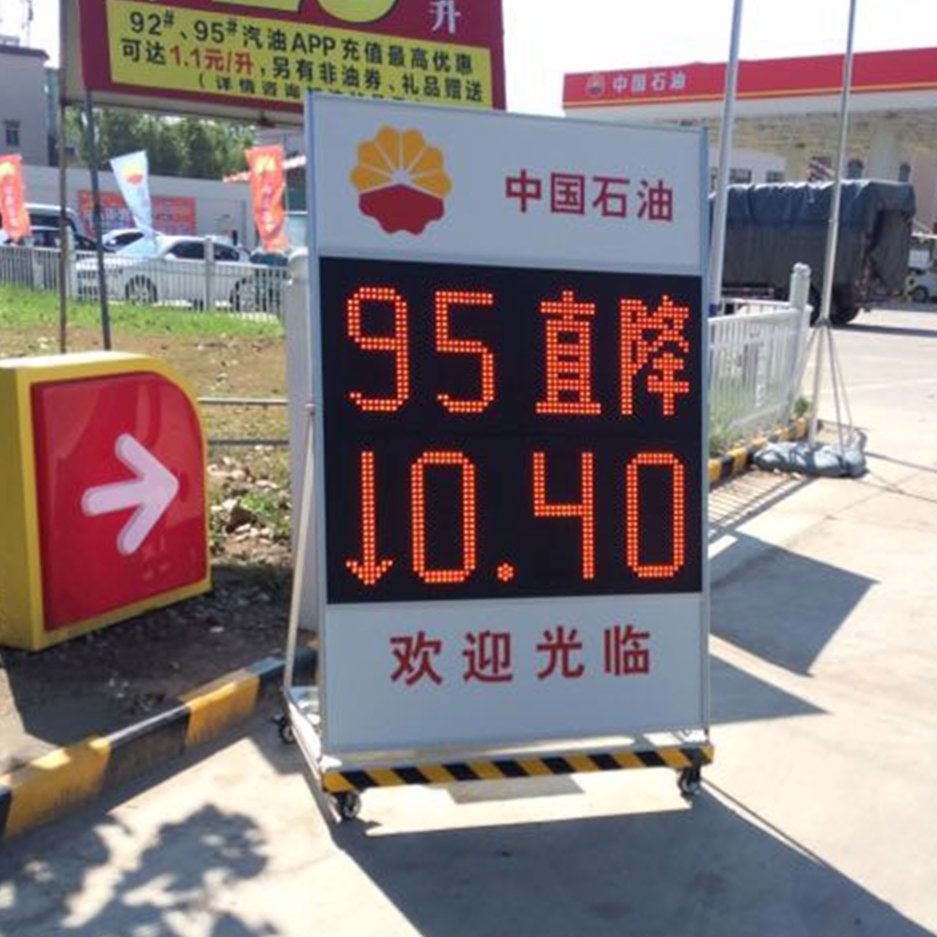 升
92#、95#汽油APP充值最高优惠
可达1.1元/升,另有非油券、礼品赠送
中国石油
中国石油
95直降
↓0.40
欢迎光临